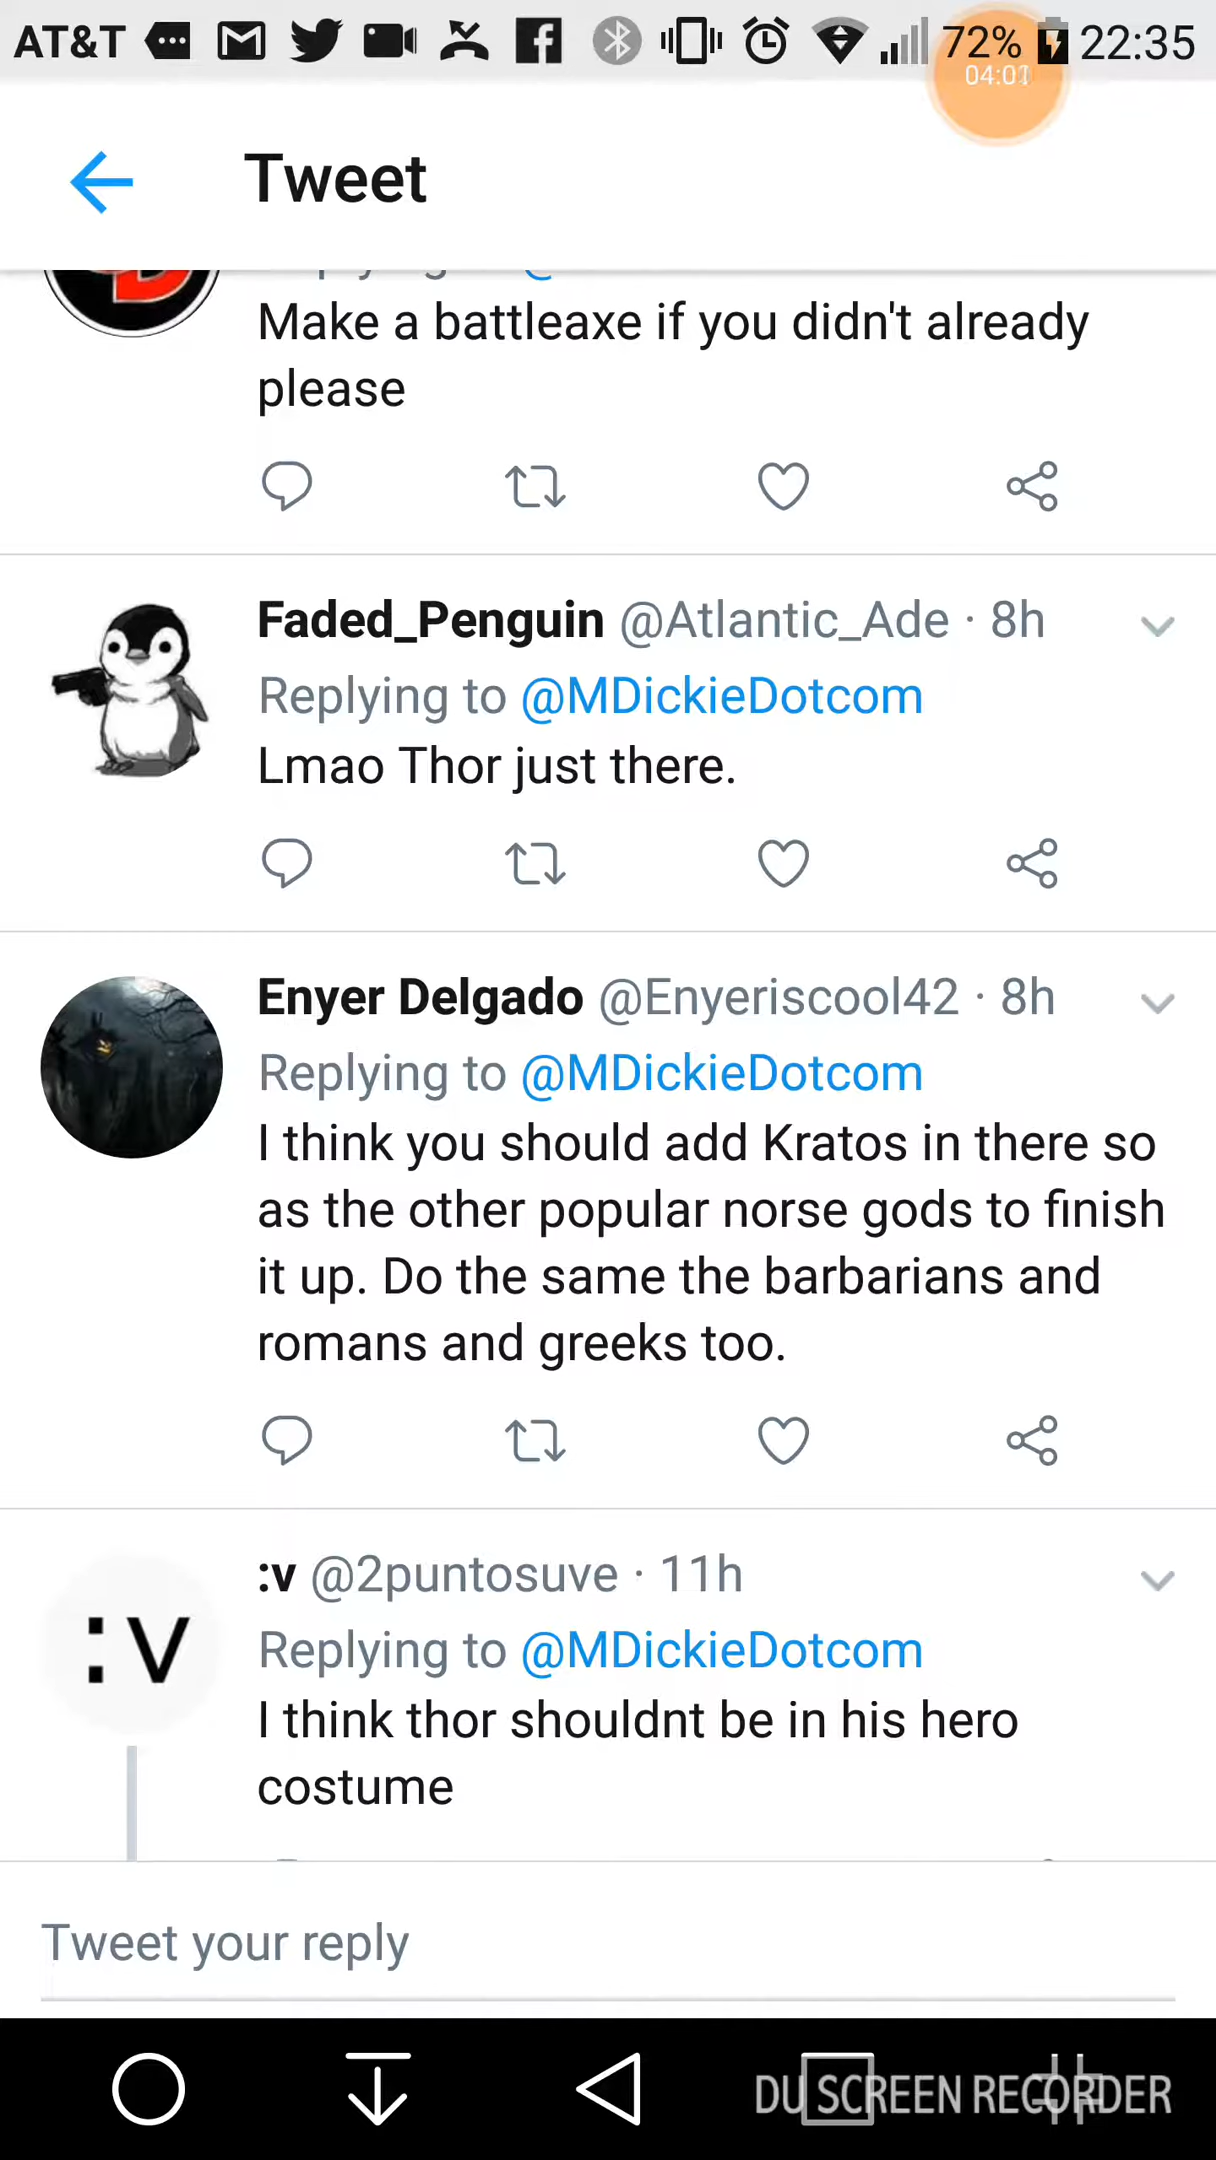 AT&T 72% 22:35
04:01
Tweet
Make a battleaxe if you didn't already
please
Faded_Penguin @Atlantic_Ade · 8h
Replying to @MDickieDotcom
Lmao Thor just there.
Enyer Delgado @Enyeriscool42 · 8h
Replying to @MDickieDotcom
I think you should add Kratos in there so
as the other popular norse gods to finish
it up. Do the same the barbarians and
romans and greeks too.
:v @2puntosuve · 11h
:v
Replying to @MDickieDotcom
I think thor shouldnt be in his hero
costume
Tweet your reply
DU SCREEN RECORDER